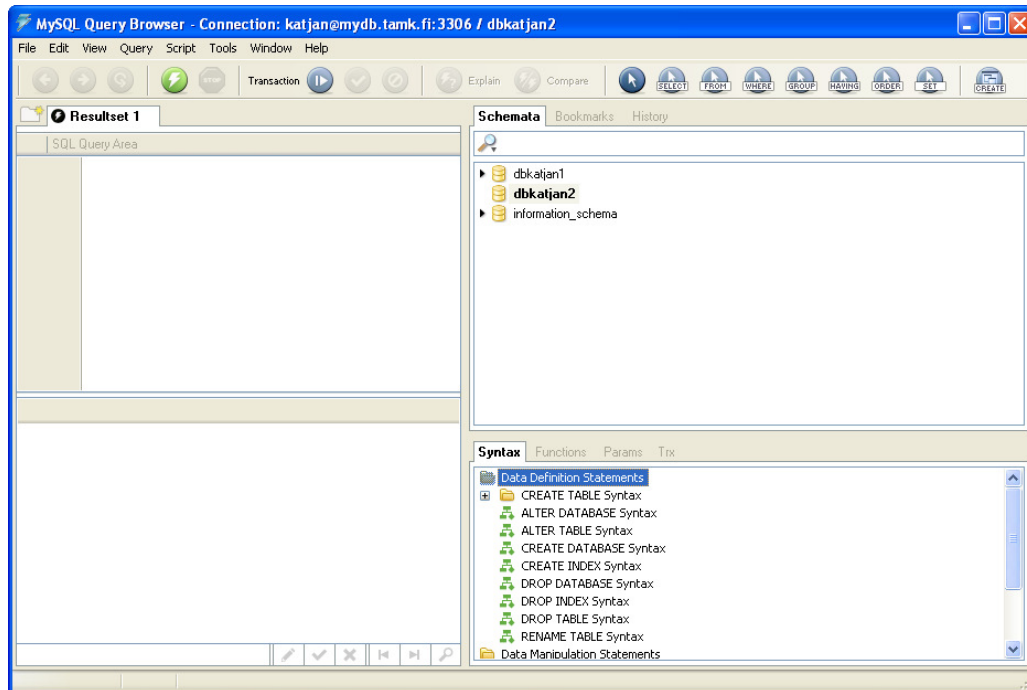 MySQL Query Browser - Connection: katjan@mydb.tamk.fi:3306 / dbkatjan2
File Edit View Query Script Tools Window Help
STOP Transaction Explain Compare SELECT FROM WHERE GROUP HAVING ORDER SET CREATE
Resultset 1
SQL Query Area
Schemata Bookmarks History
dbkatjan1
dbkatjan2
information_schema
Syntax Functions Params Trx
Data Definition Statements
CREATE TABLE Syntax
ALTER DATABASE Syntax
ALTER TABLE Syntax
CREATE DATABASE Syntax
CREATE INDEX Syntax
DROP DATABASE Syntax
DROP INDEX Syntax
DROP TABLE Syntax
RENAME TABLE Syntax
Data Manipulation Statements